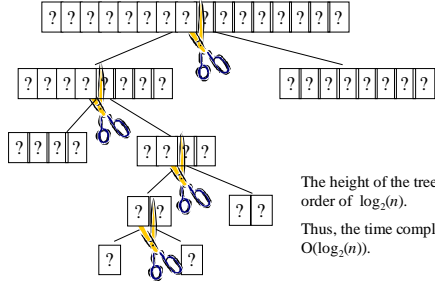 ? ? ? ? ? ? ? ? ? ? ? ? ? ? ? ?
? ? ? ? ? ? ? ?
? ? ? ? ? ? ? ?
? ? ? ?
? ? ? ?
? ?
? ?
?
?
The height of the tree
order of log₂(n).
Thus, the time compl
O(log₂(n)).